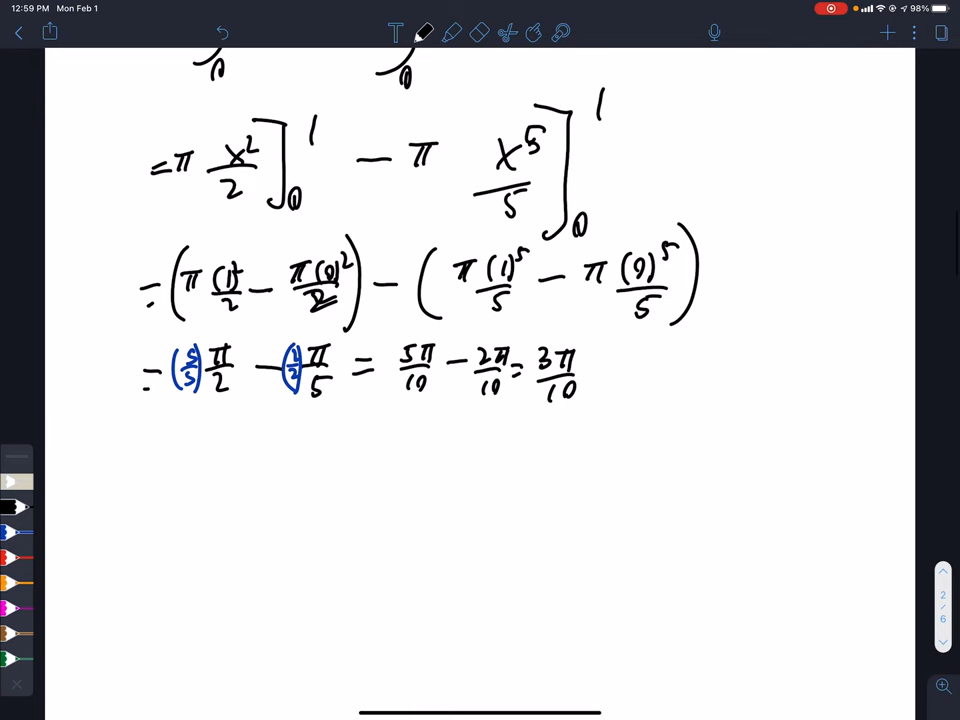 12:59 PM Mon Feb 1 98%
0 0
= π x²/2 ]₀¹ − π x⁵/5 ]₀¹
= (π (1)²/2 − π(0)²/2) − (π (1)⁵/5 − π (0)⁵/5)
= (5/5) π/2 − (2/2) π/5 = 5π/10 − 2π/10 = 3π/10
2
/
6